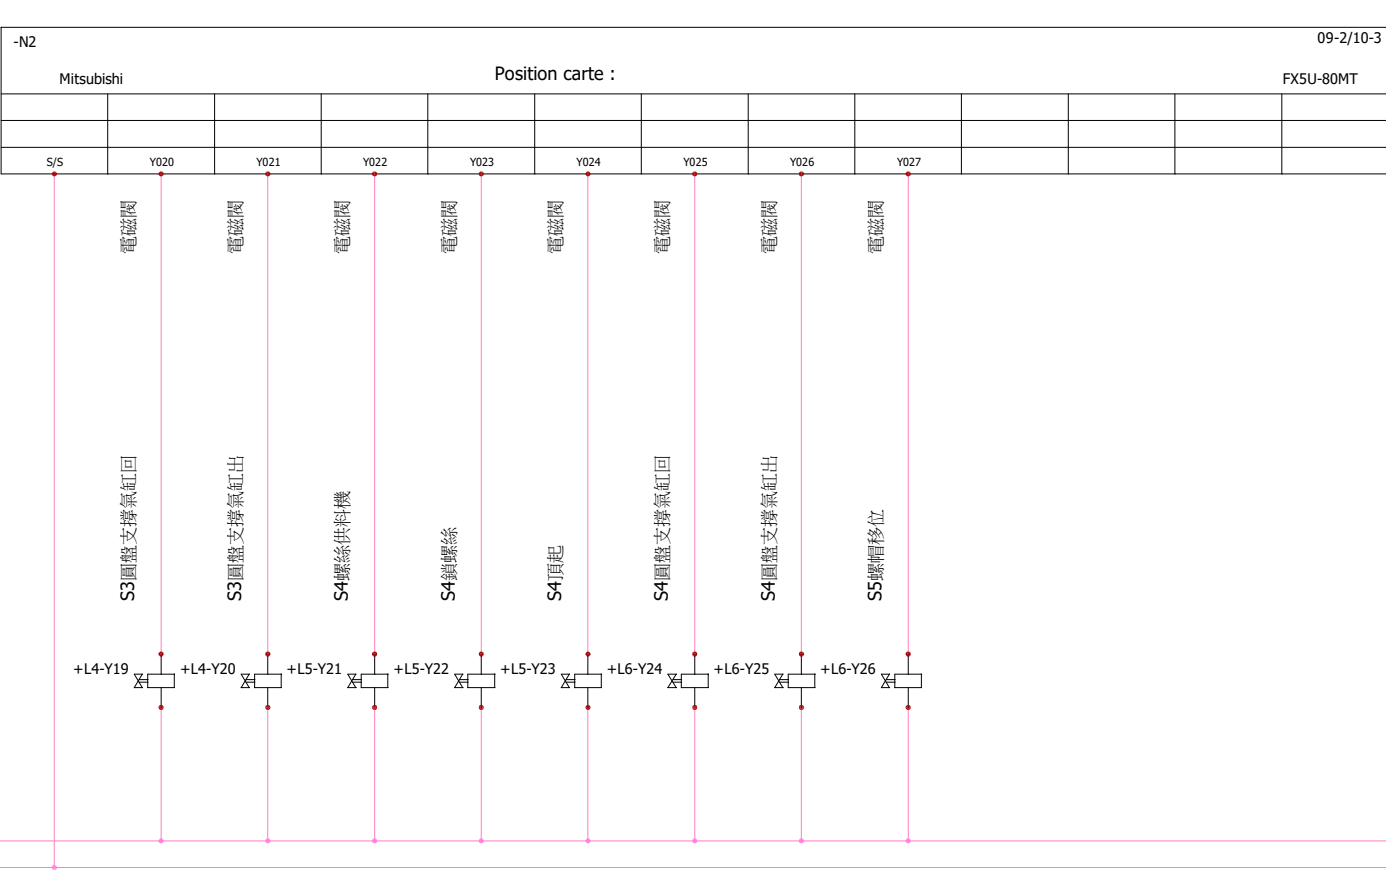 -N2
09-2/10-3
Mitsubishi
Position carte :
FX5U-80MT
S/S
Y020
Y021
Y022
Y023
Y024
Y025
Y026
Y027
電磁閥
電磁閥
電磁閥
電磁閥
電磁閥
電磁閥
電磁閥
電磁閥
S3圓盤支撐氣缸回
S3圓盤支撐氣缸出
S4螺絲供料機
S4鎖螺絲
S4頂起
S4圓盤支撐氣缸回
S4圓盤支撐氣缸出
S5螺帽移位
+L4-Y19
+L4-Y20
+L5-Y21
+L5-Y22
+L5-Y23
+L6-Y24
+L6-Y25
+L6-Y26